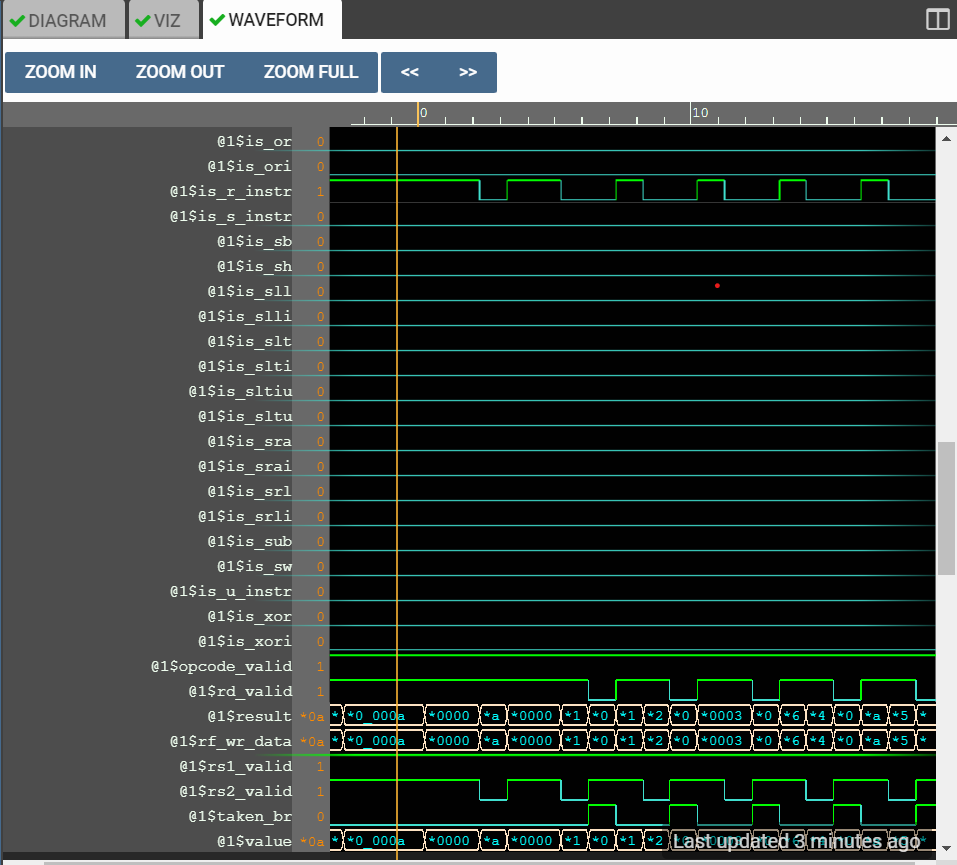 DIAGRAM VIZ WAVEFORM
ZOOM IN ZOOM OUT ZOOM FULL << >>
0 10
@1$is_or 0
@1$is_ori 0
@1$is_r_instr 1
@1$is_s_instr 0
@1$is_sb 0
@1$is_sh 0
@1$is_sll 0
@1$is_slli 0
@1$is_slt 0
@1$is_slti 0
@1$is_sltiu 0
@1$is_sltu 0
@1$is_sra 0
@1$is_srai 0
@1$is_srl 0
@1$is_srli 0
@1$is_sub 0
@1$is_sw 0
@1$is_u_instr 0
@1$is_xor 0
@1$is_xori 0
@1$opcode_valid 1
@1$rd_valid 1
@1$result *0a * *0_000a *0000 *a *0000 *1 *0 *1 *2 *0 *0003 *0 *6 *4 *0 *a *5 *
@1$rf_wr_data *0a * *0_000a *0000 *a *0000 *1 *0 *1 *2 *0 *0003 *0 *6 *4 *0 *a *5 *
@1$rs1_valid 1
@1$rs2_valid 1
@1$taken_br 0
@1$value *0a * *0_000a *0000 *a *0000 *1 *0 *1 *2
Last updated 3 minutes ago